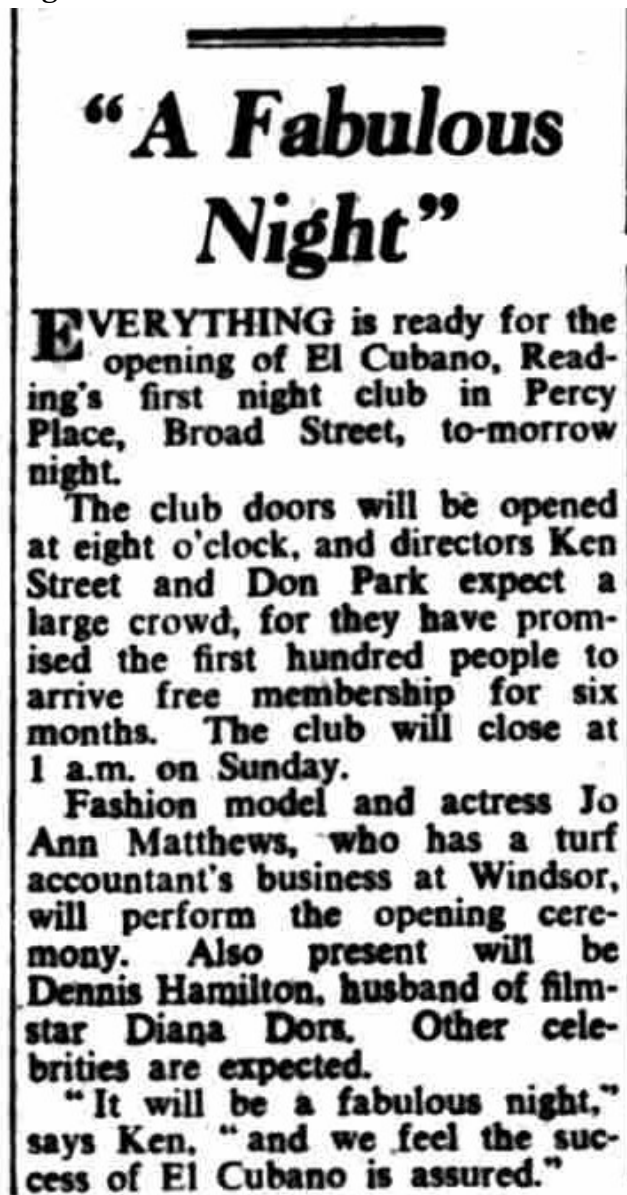 "A Fabulous
Night"
EVERYTHING is ready for the
opening of El Cubano, Read-
ing's first night club in Percy
Place, Broad Street, to-morrow
night.
The club doors will be opened
at eight o'clock, and directors Ken
Street and Don Park expect a
large crowd, for they have prom-
ised the first hundred people to
arrive free membership for six
months. The club will close at
1 a.m. on Sunday.
Fashion model and actress Jo
Ann Matthews, who has a turf
accountant's business at Windsor,
will perform the opening cere-
mony. Also present will be
Dennis Hamilton, husband of film-
star Diana Dors. Other cele-
brities are expected.
"It will be a fabulous night,"
says Ken, "and we feel the suc-
cess of El Cubano is assured."